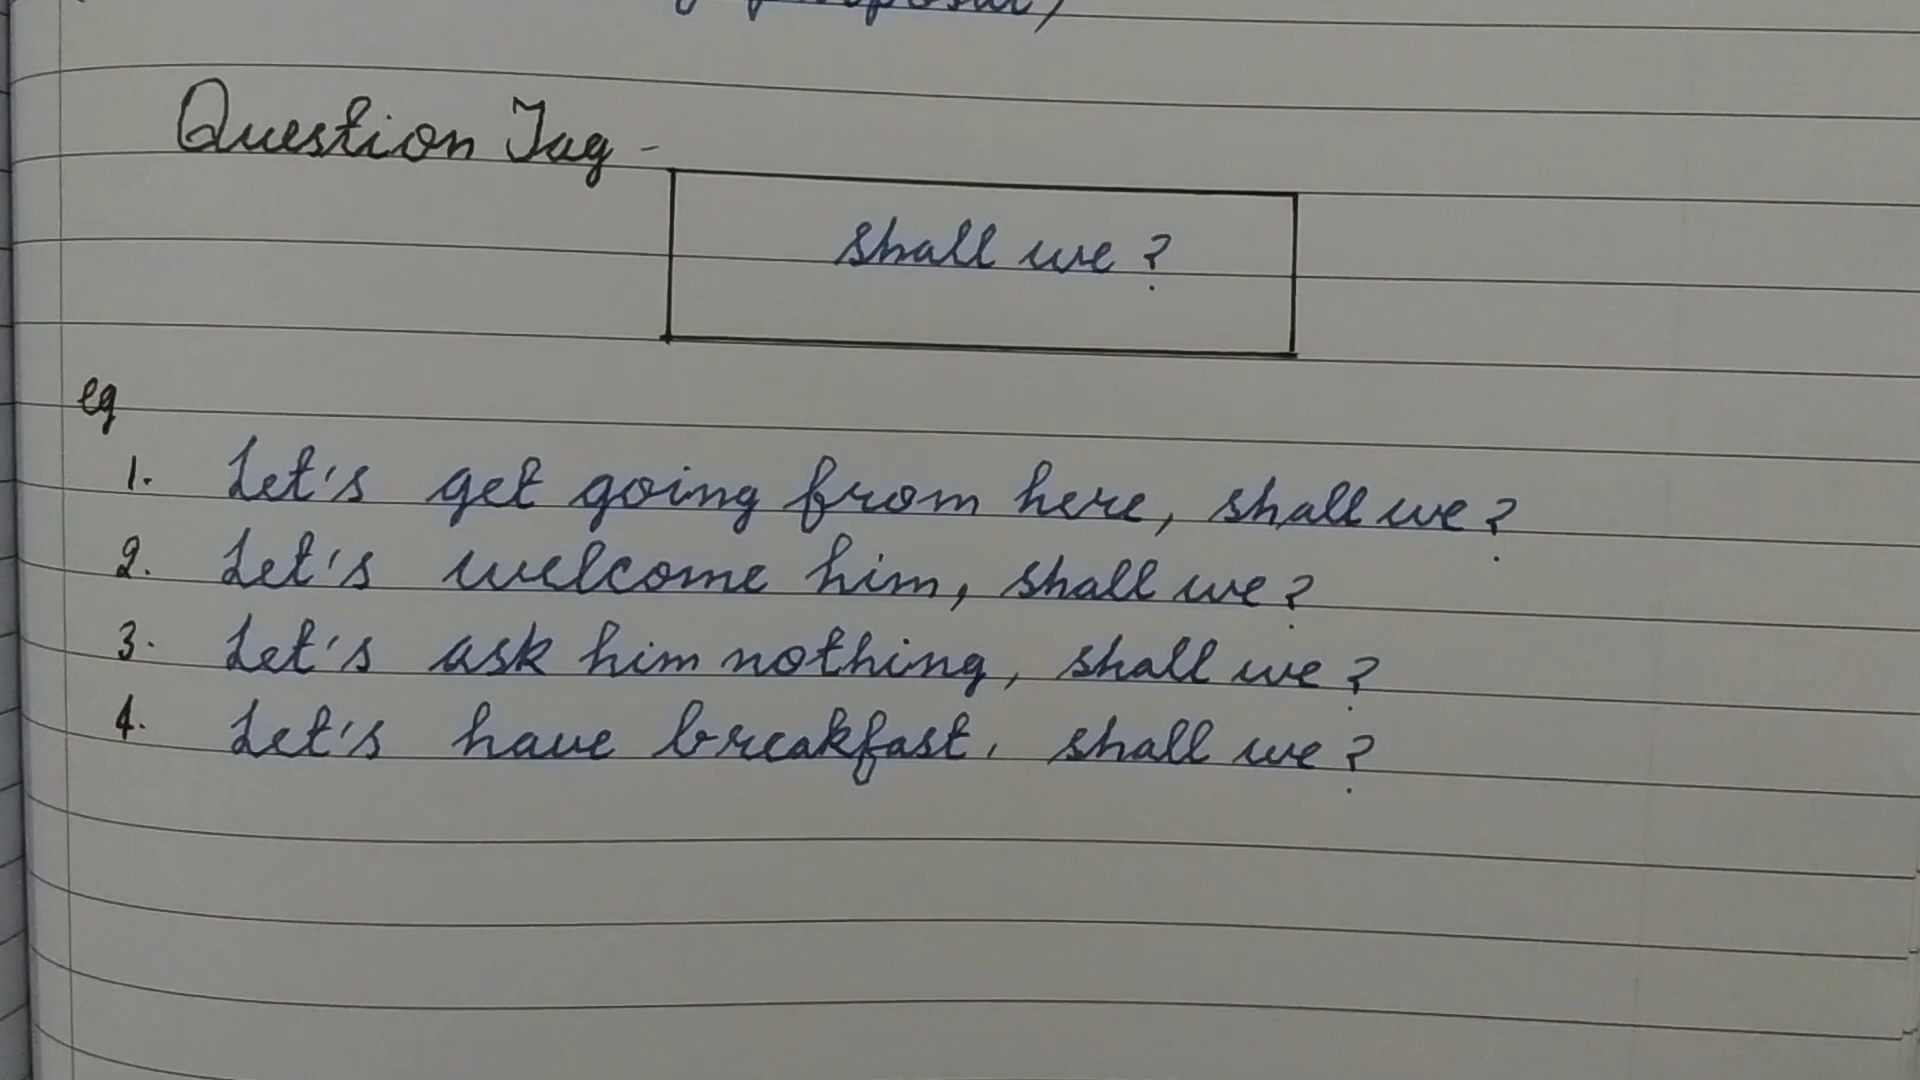 Question Tag -
shall we?
eg
1. Let's get going from here, shall we?
2. Let's welcome him, shall we?
3. Let's ask him nothing, shall we?
4. Let's have breakfast, shall we?